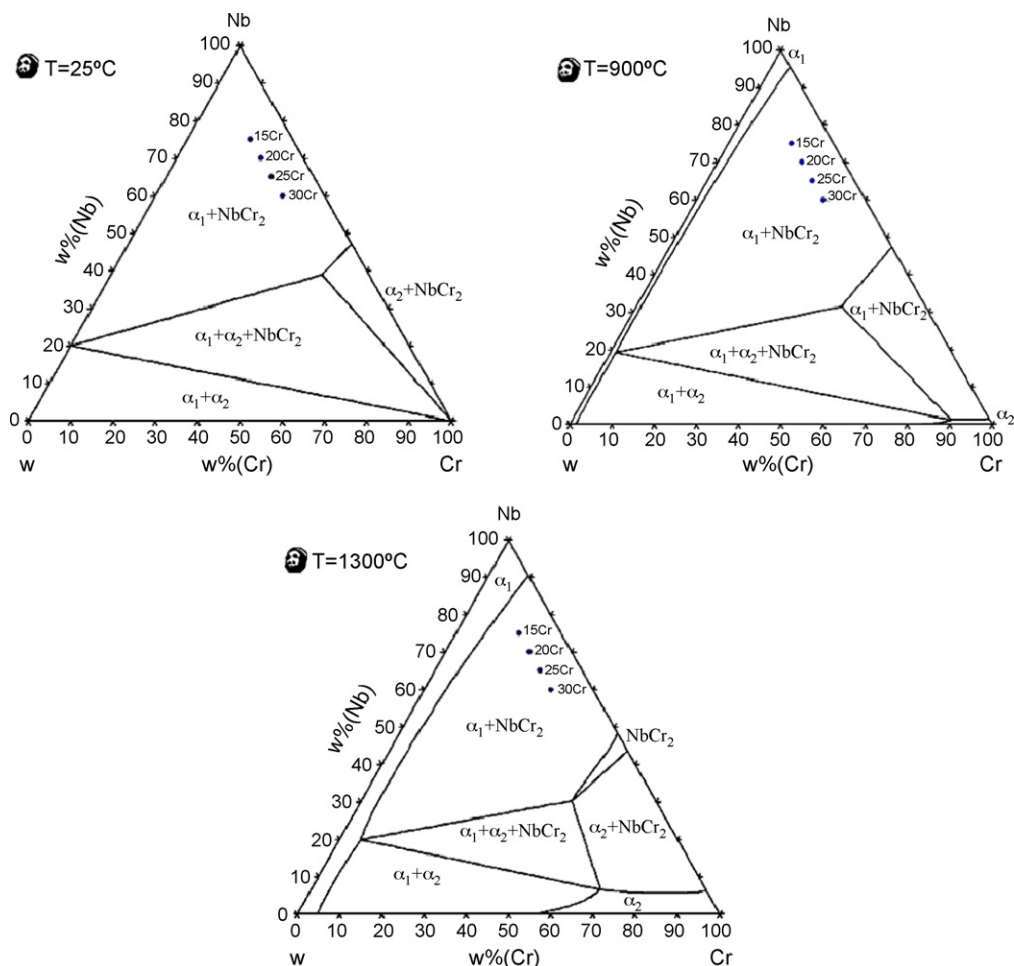 Nb
T=25ºC
100
90
80
70
60
50
40
30
20
10
0
w%(Nb)
15Cr
20Cr
25Cr
30Cr
α1+NbCr2
α2+NbCr2
α1+α2+NbCr2
α1+α2
0 10 20 30 40 50 60 70 80 90 100
w w%(Cr) Cr
Nb
T=900ºC
100
90
80
70
60
50
40
30
20
10
0
w%(Nb)
α1
15Cr
20Cr
25Cr
30Cr
α1+NbCr2
α1+NbCr2
α1+α2+NbCr2
α1+α2
α2
0 10 20 30 40 50 60 70 80 90 100
w w%(Cr) Cr
Nb
T=1300ºC
100
90
80
70
60
50
40
30
20
10
0
w%(Nb)
α1
15Cr
20Cr
25Cr
30Cr
α1+NbCr2
NbCr2
α1+α2+NbCr2
α2+NbCr2
α1+α2
α2
0 10 20 30 40 50 60 70 80 90 100
w w%(Cr) Cr